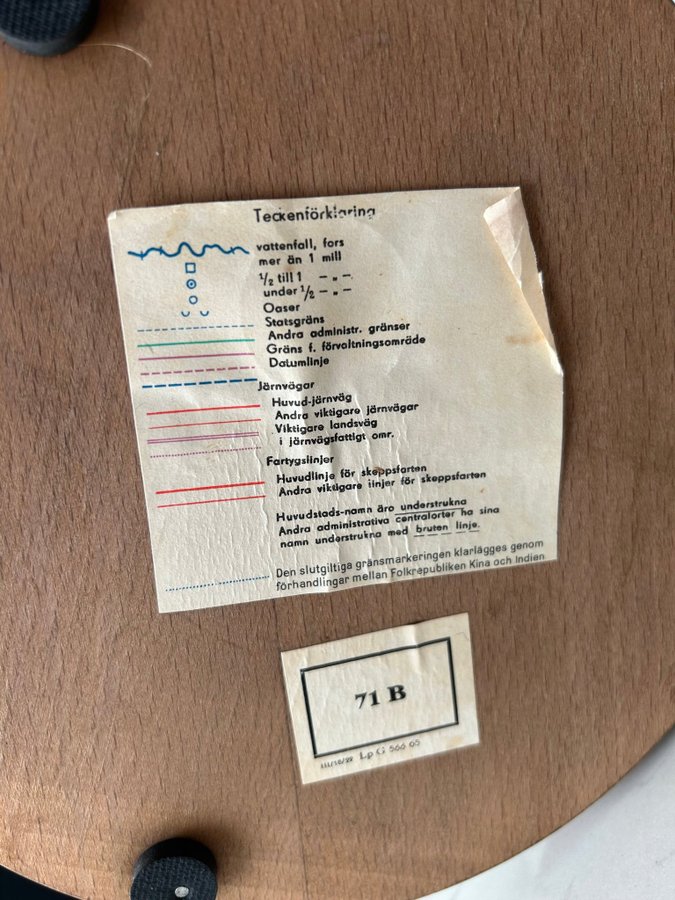 Teckenförklaring
vattenfall, fors
mer än 1 mill
½ till 1 – „ –
under ½ – „ –
Oaser
Statsgräns
Andra administr. gränser
Gräns f. förvaltningsområde
Datumlinje
Järnvägar
Huvud-järnväg
Andra viktigare järnvägar
Viktigare landsväg
i järnvägsfattigt omr.
Fartygslinjer
Huvudlinje för skeppsfarten
Andra viktigare linjer för skeppsfarten
Huvudstads-namn äro understrukna
Andra administrativa centralorter ha sina
namn understrukna med bruten linje.
Den slutgiltiga gränsmarkeringen klarlägges genom
förhandlingar mellan Folkrepubliken Kina och Indien
71 B
Lp G 566 65